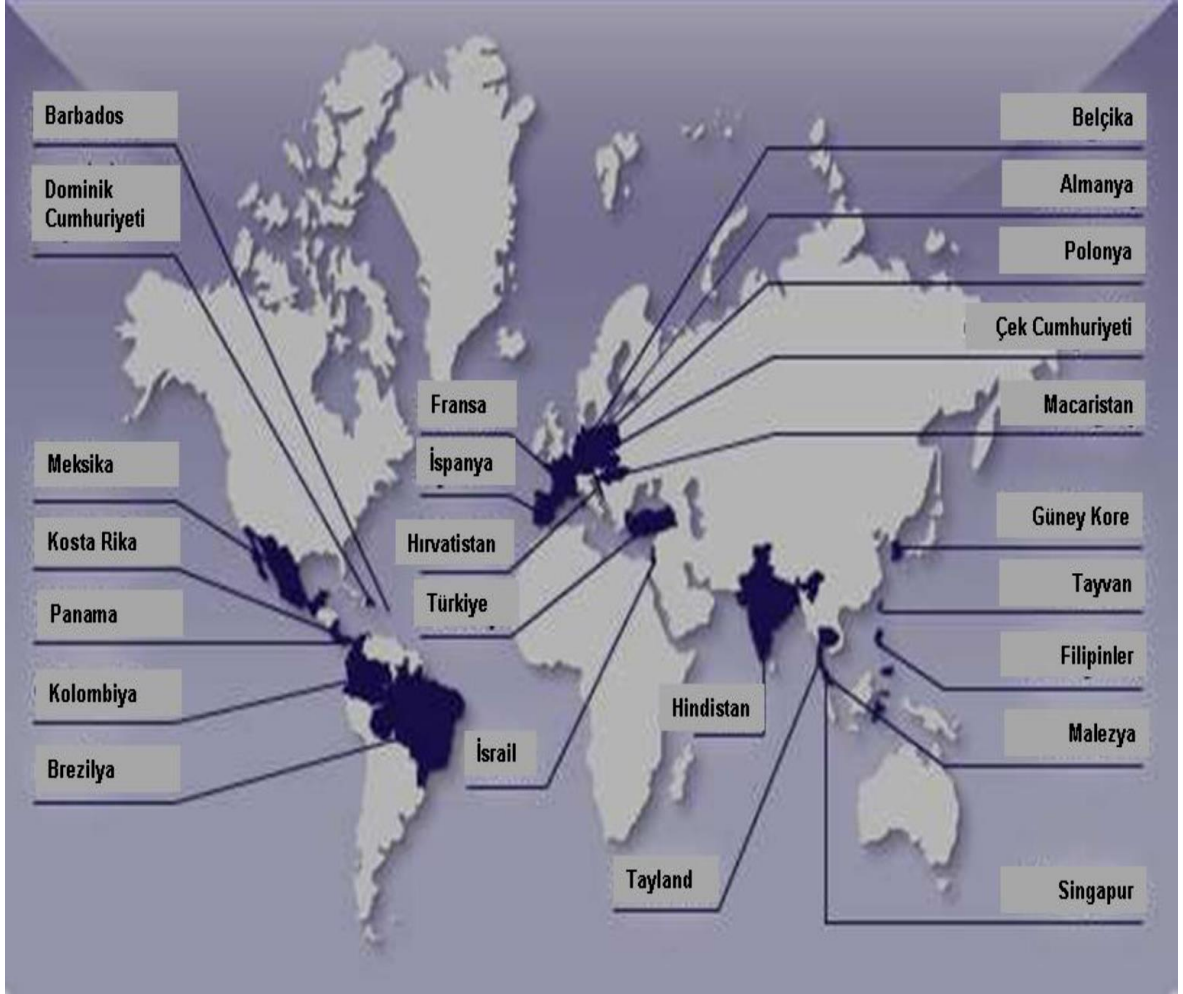 Barbados
Dominik
Cumhuriyeti
Meksika
Kosta Rika
Panama
Kolombiya
Brezilya
Fransa
İspanya
Hırvatistan
Türkiye
İsrail
Hindistan
Tayland
Belçika
Almanya
Polonya
Çek Cumhuriyeti
Macaristan
Güney Kore
Tayvan
Filipinler
Malezya
Singapur